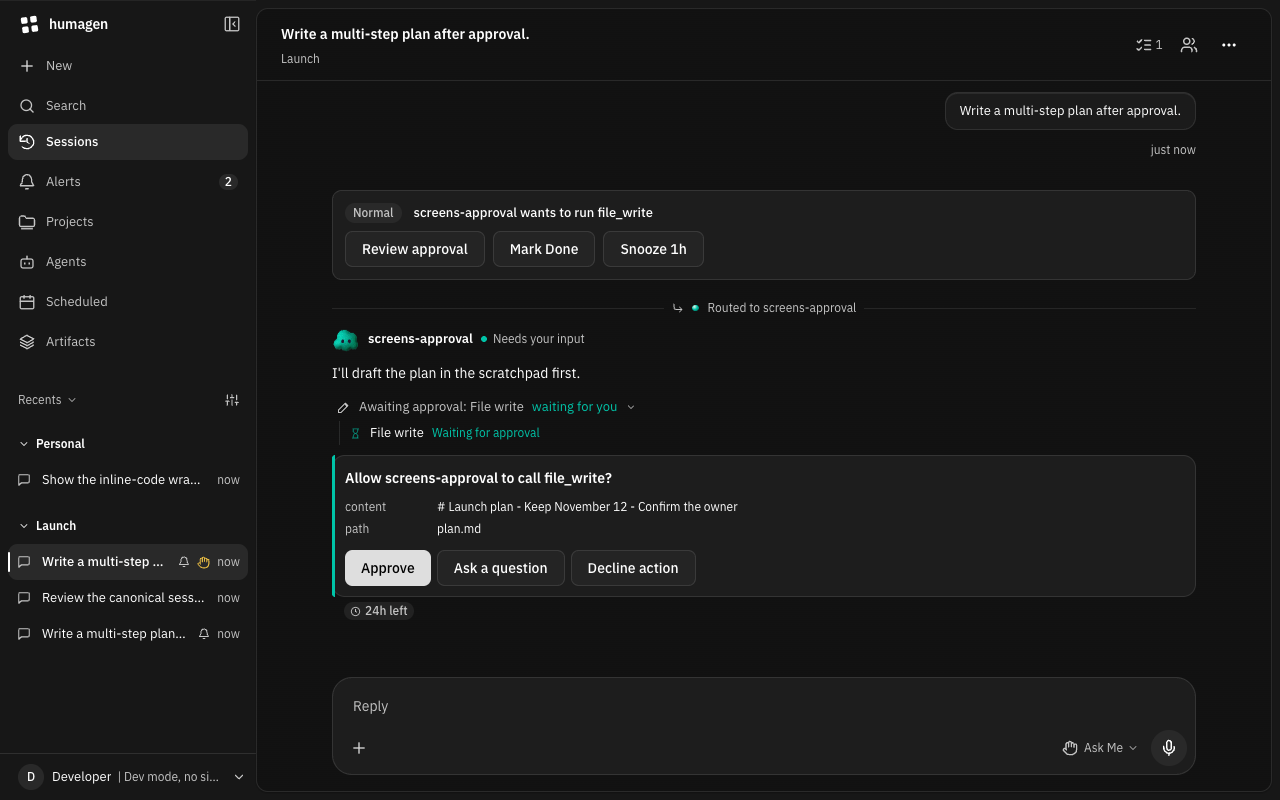 humagen
New
Search
Sessions
Alerts 2
Projects
Agents
Scheduled
Artifacts
Recents
Personal
Show the inline-code wra... now
Launch
Write a multi-step ... now
Review the canonical sess... now
Write a multi-step plan... now
D Developer | Dev mode, no si...
Write a multi-step plan after approval.
Launch
1
Write a multi-step plan after approval.
just now
Normal screens-approval wants to run file_write
Review approval Mark Done Snooze 1h
Routed to screens-approval
screens-approval Needs your input
I'll draft the plan in the scratchpad first.
Awaiting approval: File write waiting for you
File write Waiting for approval
Allow screens-approval to call file_write?
content # Launch plan - Keep November 12 - Confirm the owner
path plan.md
Approve Ask a question Decline action
24h left
Reply
Ask Me